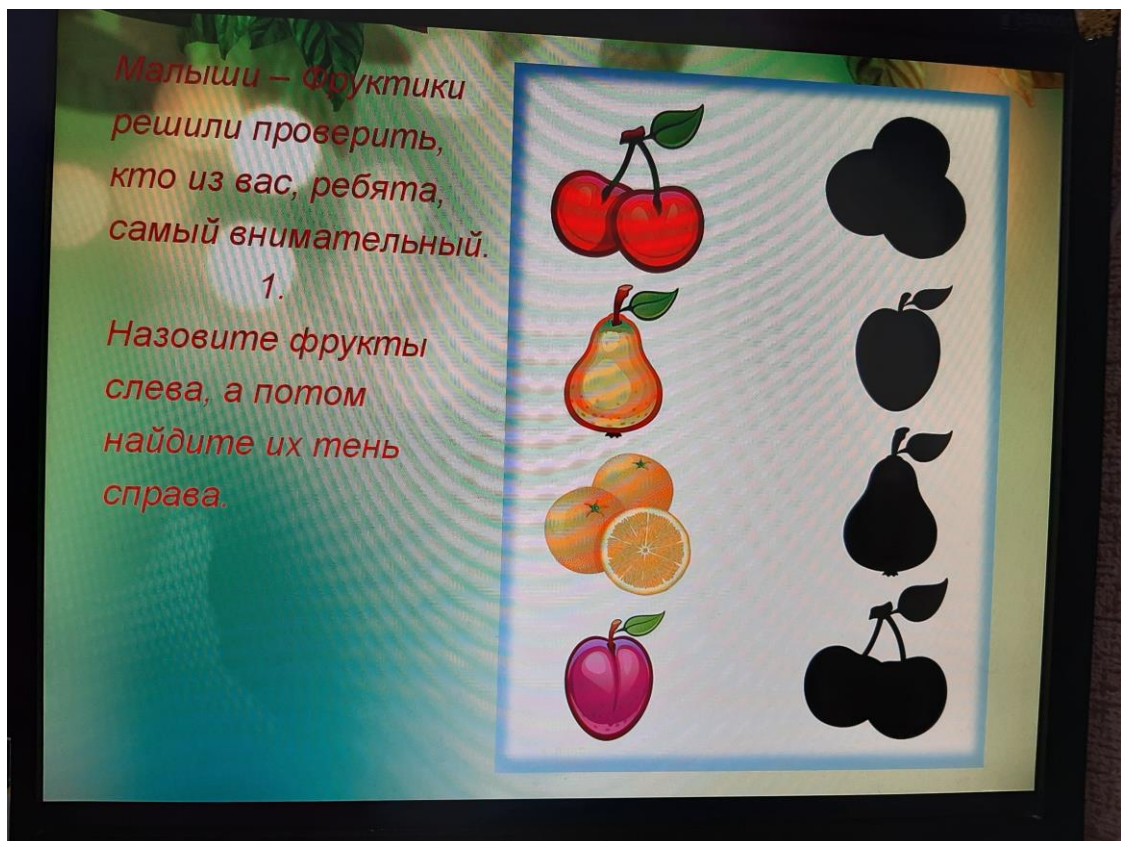 Малыши – Фруктики
решили проверить,
кто из вас, ребята,
самый внимательный.
1.
Назовите фрукты
слева, а потом
найдите их тень
справа.